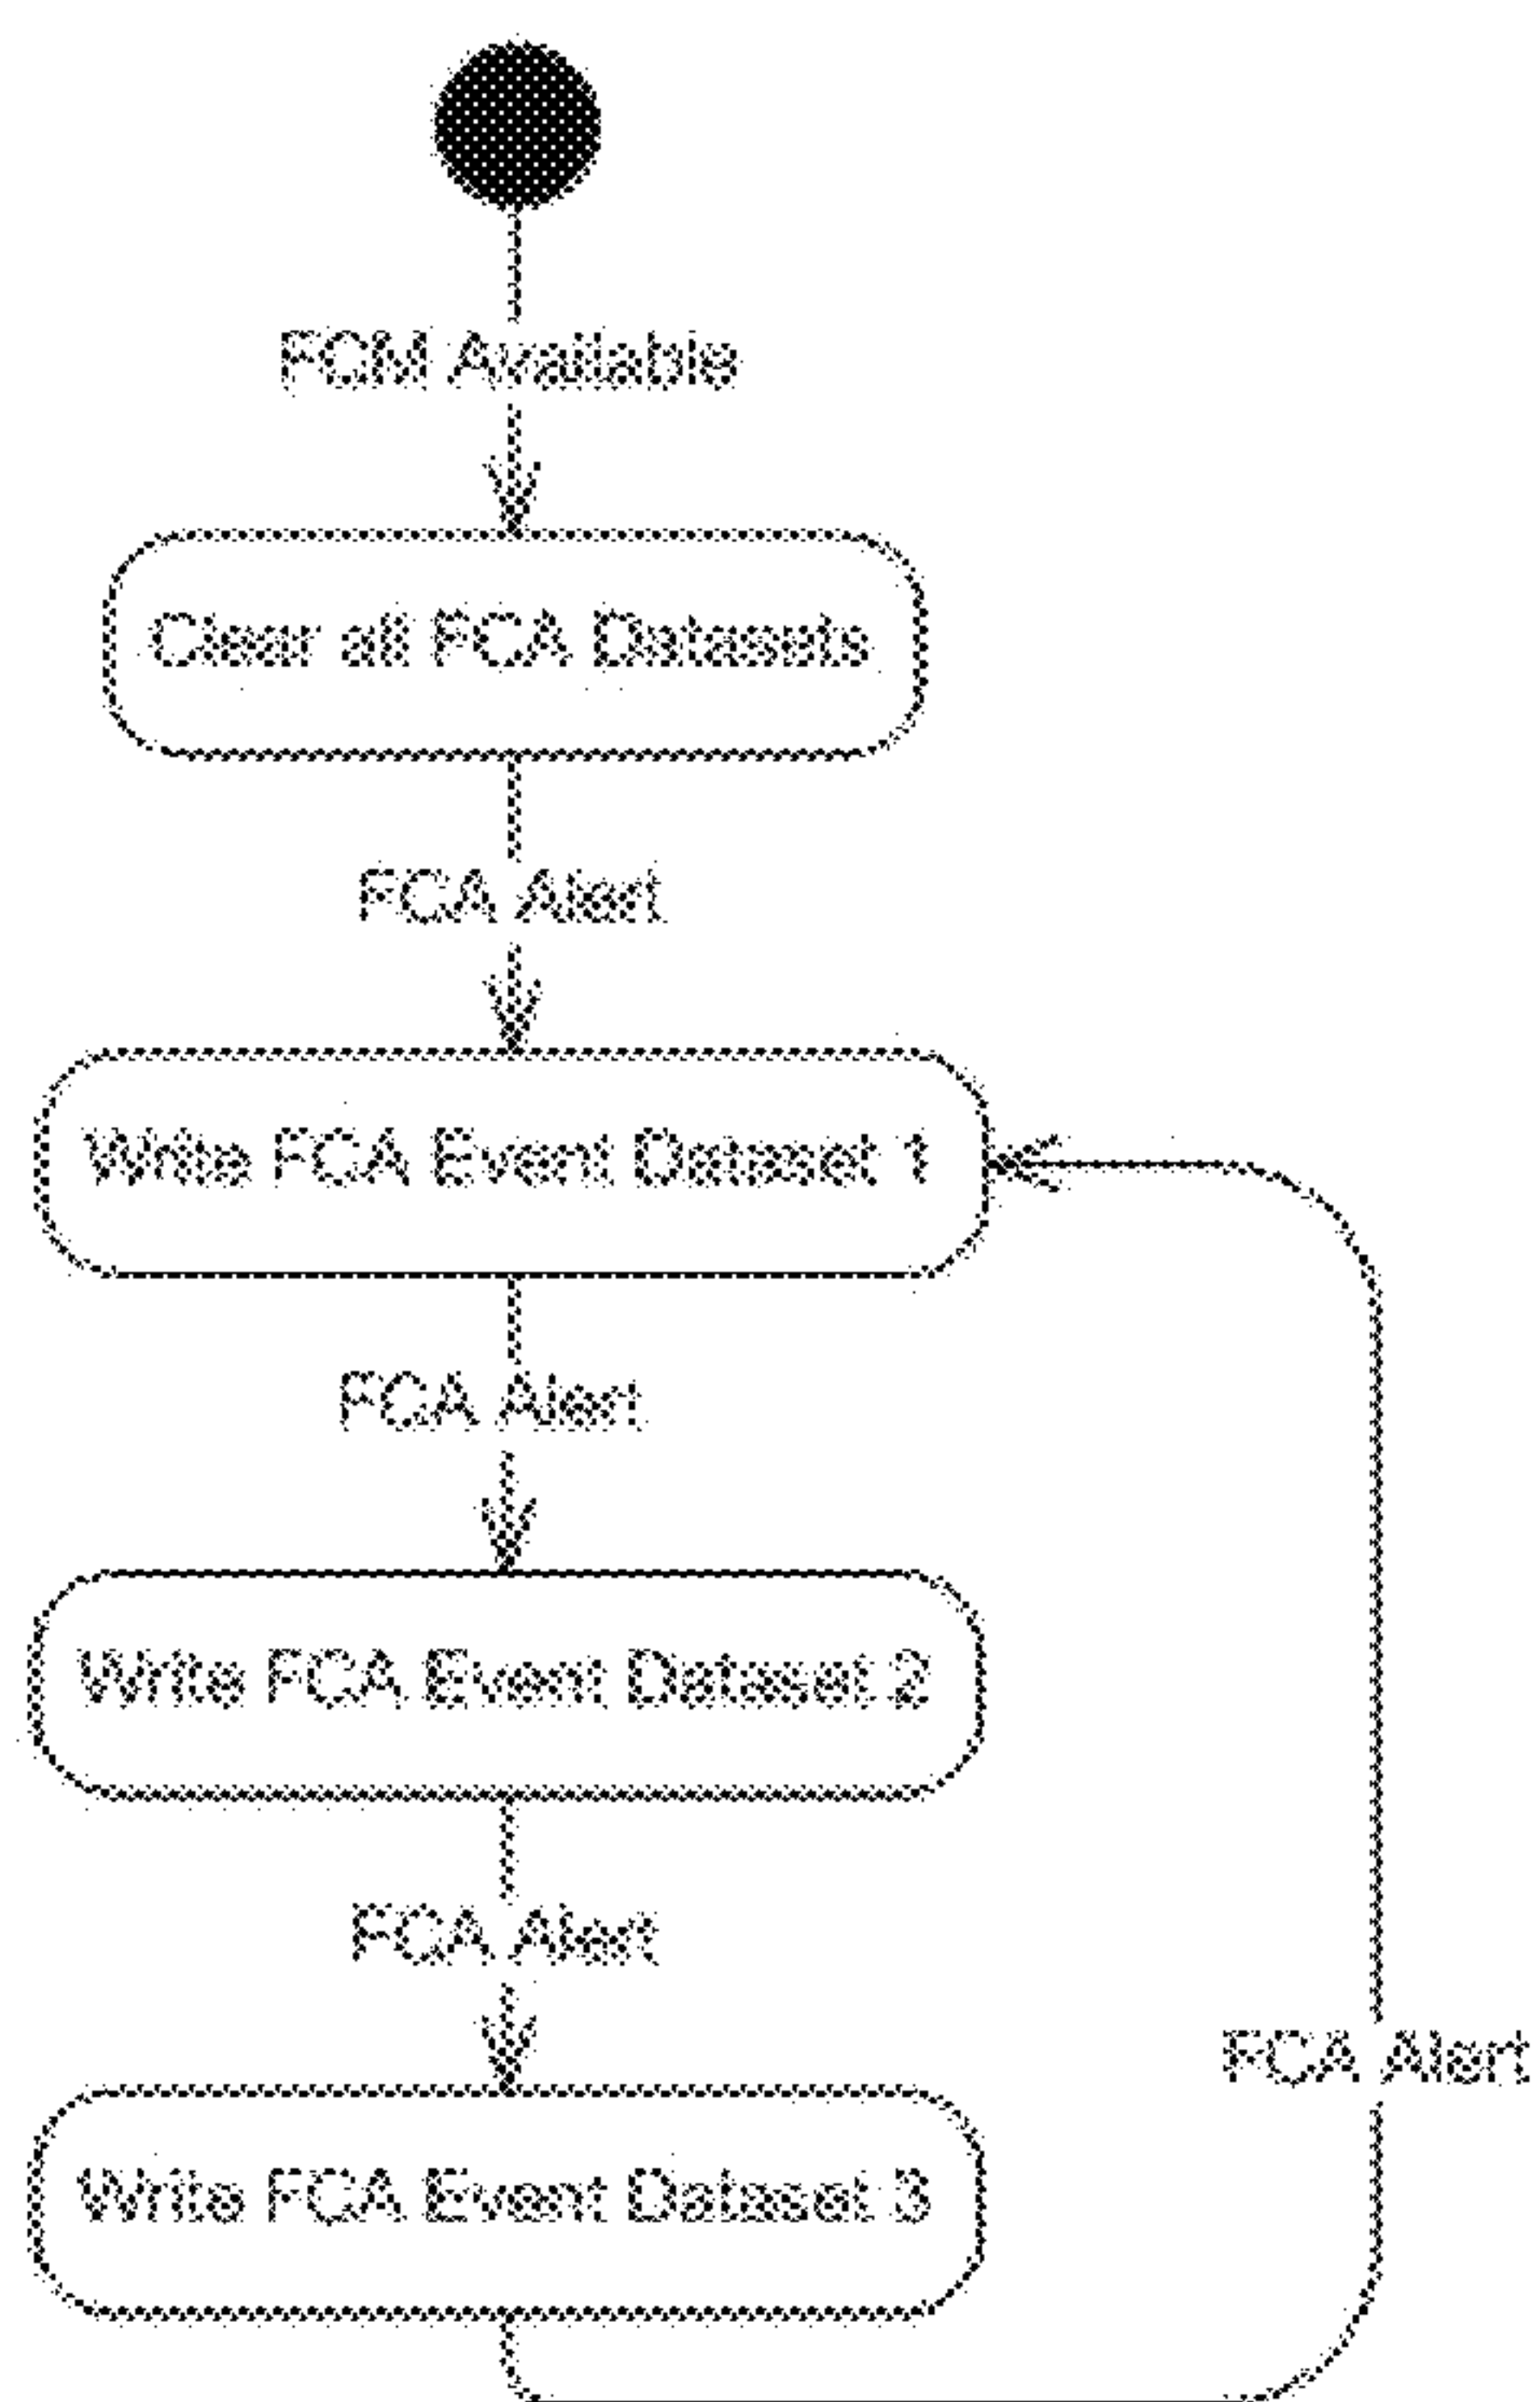 FCM Available
Clear all FCA Datasets
FCA Alert
Write FCA Event Dataset 1
FCA Alert
Write FCA Event Dataset 2
FCA Alert
FCA Alert
Write FCA Event Dataset 3